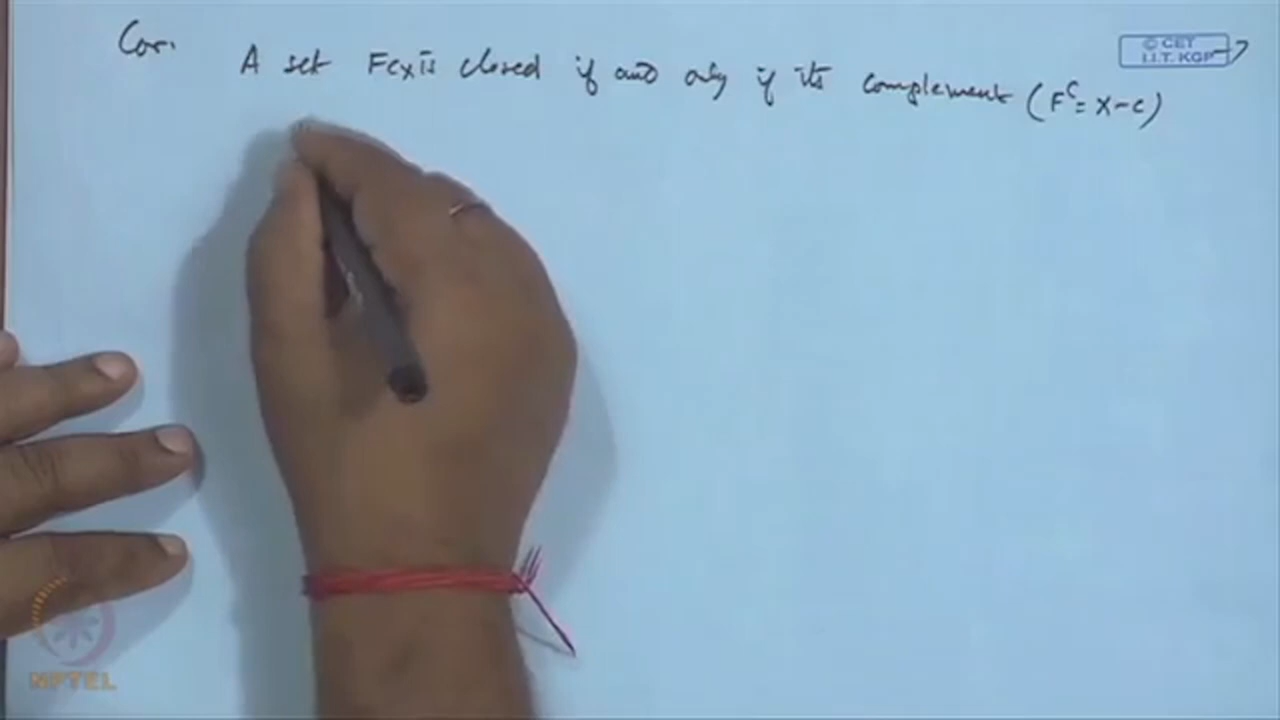 Cor.
A set F⊂X is closed if and only if its complement (F^c = X-C)
© CET
I.I.T. KGP
NPTEL